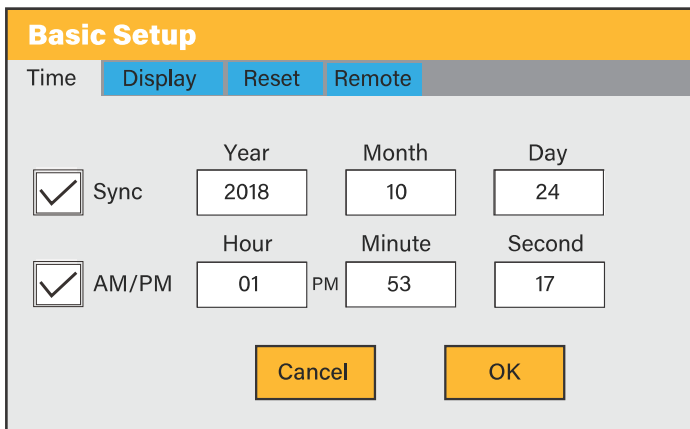 Basic Setup
Time Display Reset Remote
Year Month Day
Sync 2018 10 24
Hour Minute Second
AM/PM 01 PM 53 17
Cancel OK